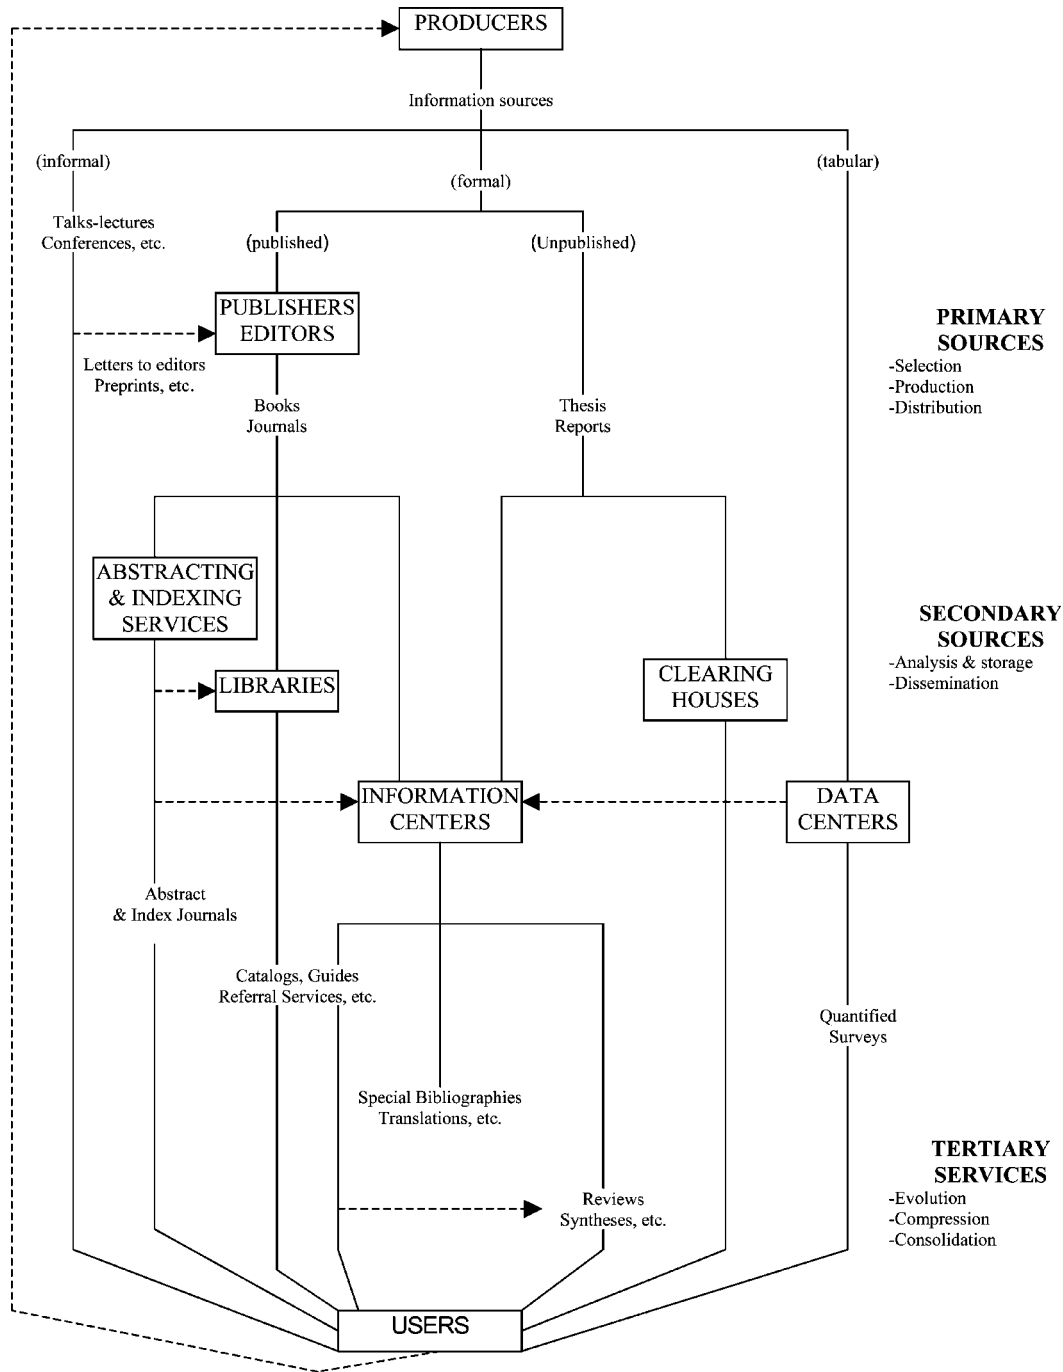 PRODUCERS
Information sources
(informal)
(formal)
(tabular)
Talks-lectures
Conferences, etc.
(published)
(Unpublished)
PUBLISHERS
EDITORS
Letters to editors
Preprints, etc.
PRIMARY
SOURCES
-Selection
-Production
-Distribution
Books
Journals
Thesis
Reports
ABSTRACTING
& INDEXING
SERVICES
LIBRARIES
CLEARING
HOUSES
SECONDARY
SOURCES
-Analysis & storage
-Dissemination
INFORMATION
CENTERS
DATA
CENTERS
Abstract
& Index Journals
Catalogs, Guides
Referral Services, etc.
Quantified
Surveys
Special Bibliographies
Translations, etc.
Reviews
Syntheses, etc.
TERTIARY
SERVICES
-Evolution
-Compression
-Consolidation
USERS